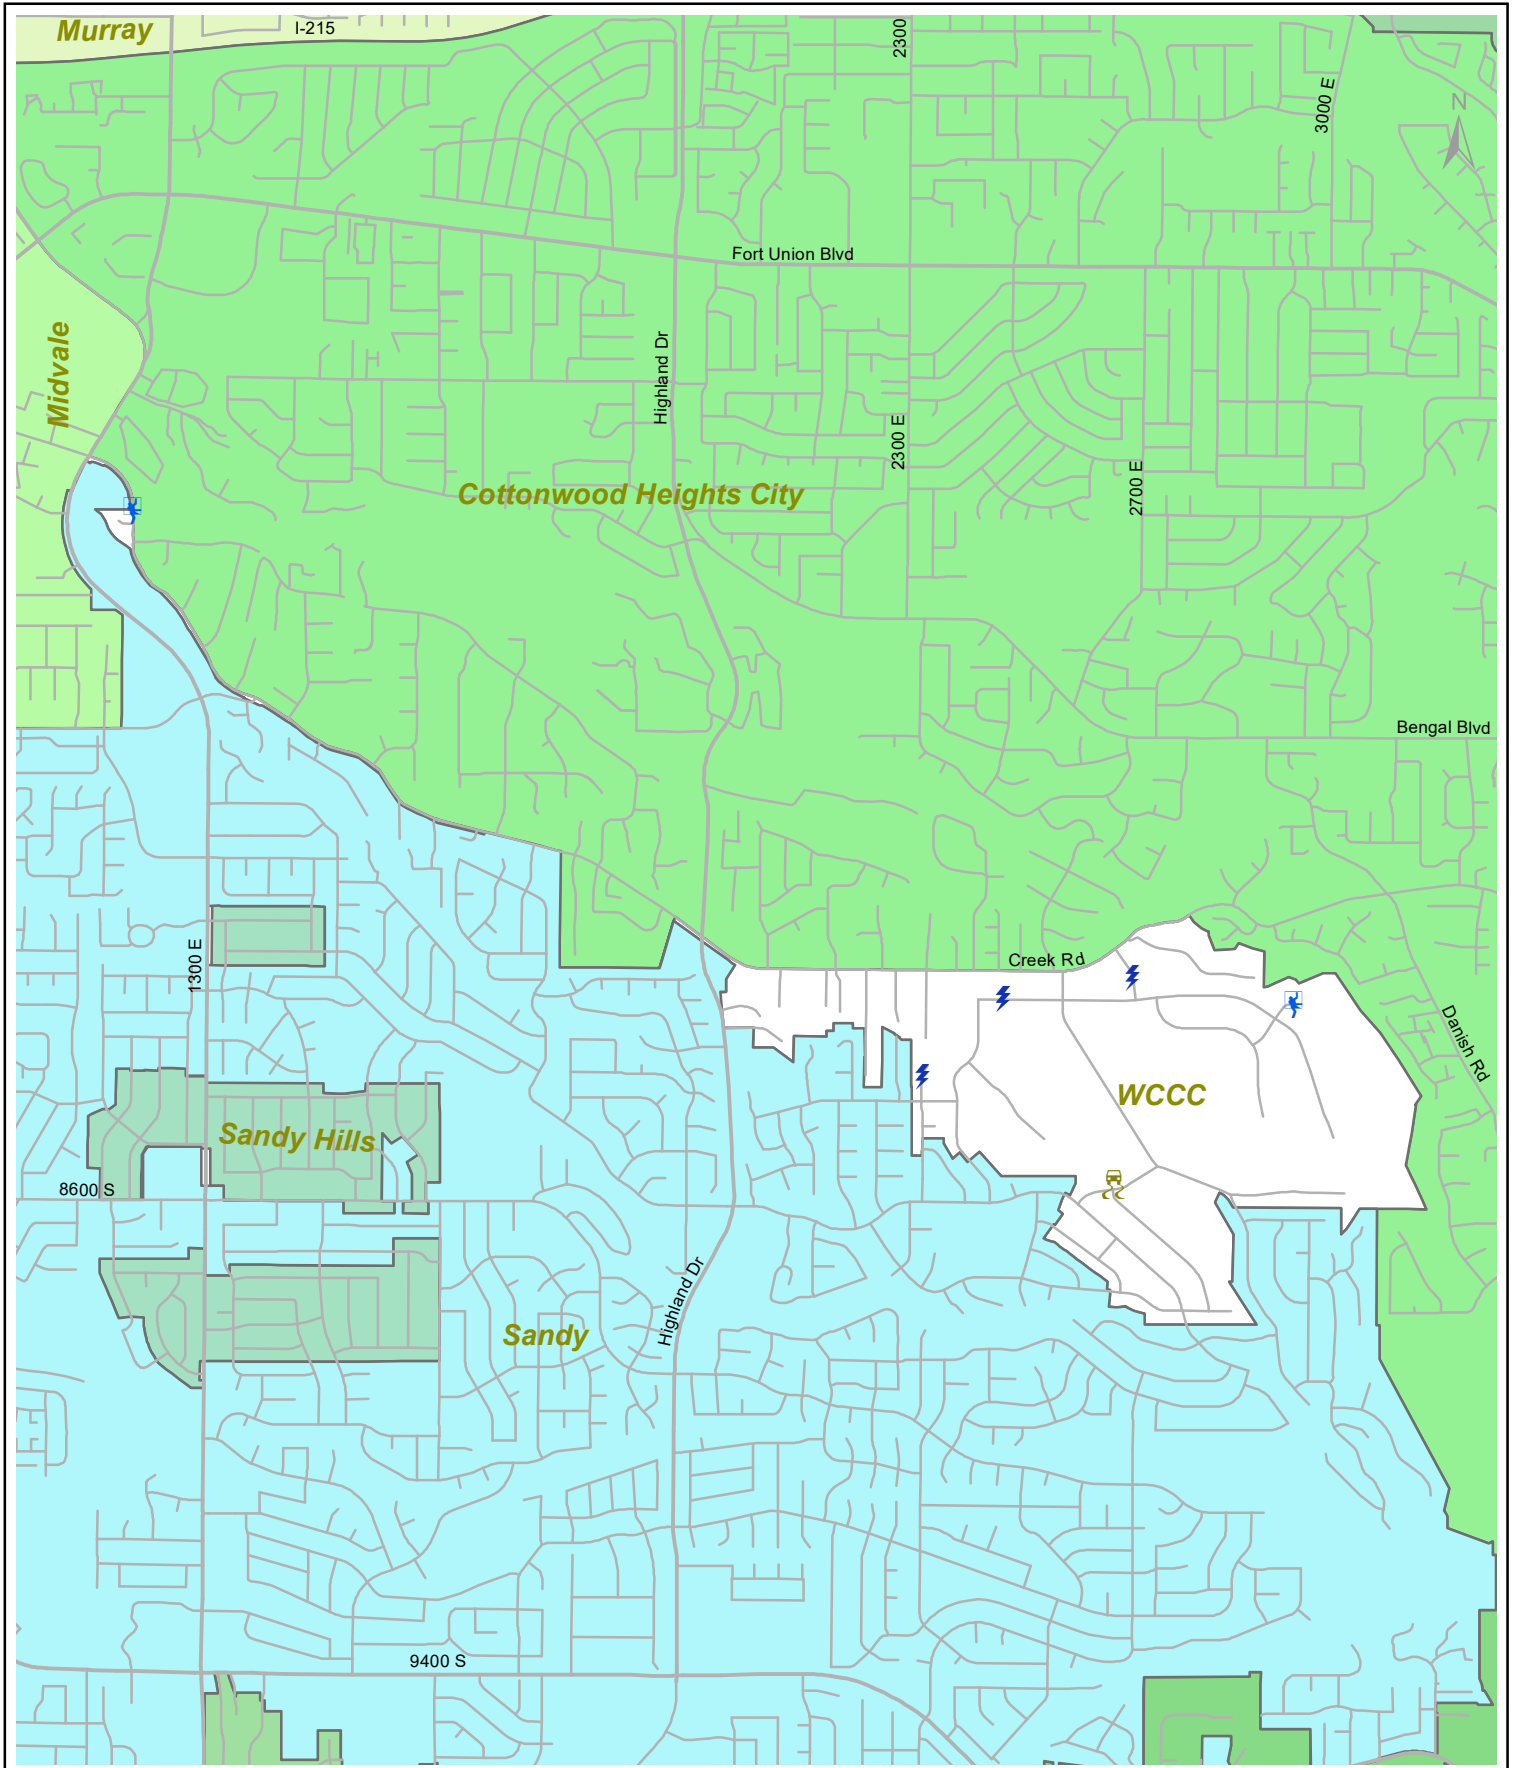 Murray
I-215
2300
3000 E
N
Fort Union Blvd
Midvale
Highland Dr
2300 E
2700 E
Cottonwood Heights City
Bengal Blvd
1300 E
Creek Rd
Danish Rd
WCCC
Sandy Hills
8600 S
Highland Dr
Sandy
9400 S